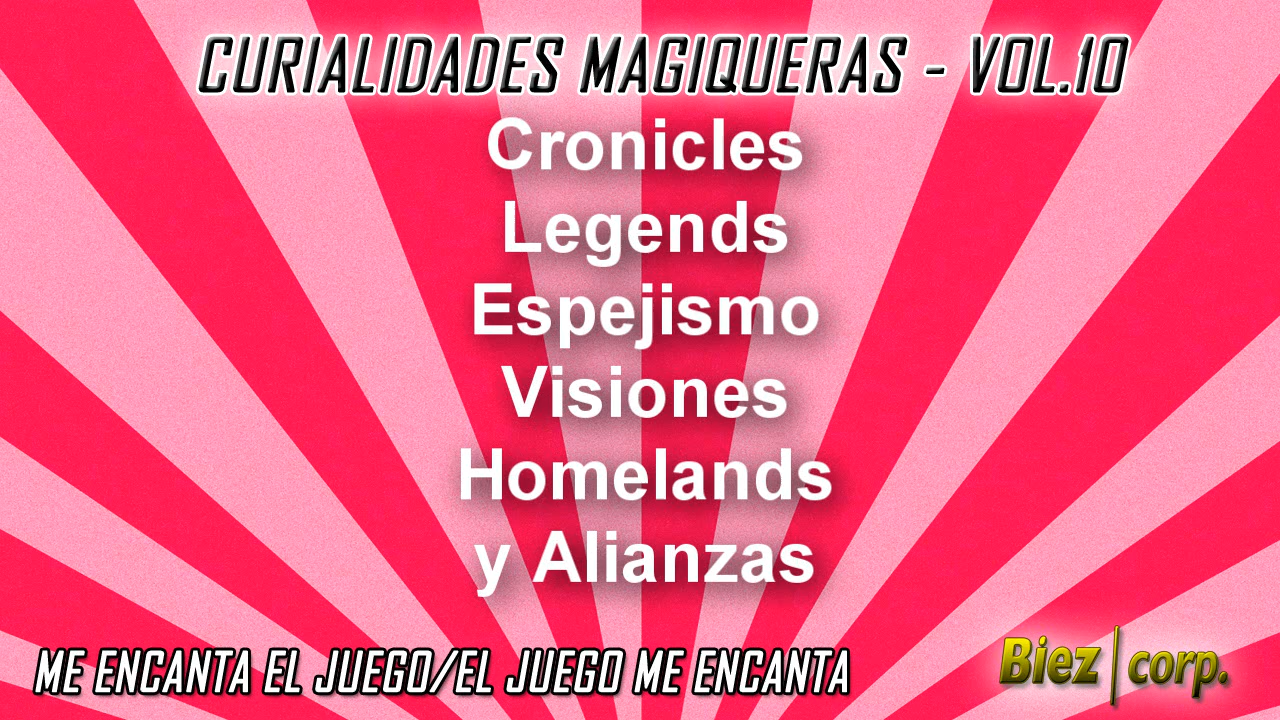 CURIALIDADES MAGIQUERAS - VOL.10
Cronicles
Legends
Espejismo
Visiones
Homelands
y Alianzas
ME ENCANTA EL JUEGO/EL JUEGO ME ENCANTA
Biez|corp.